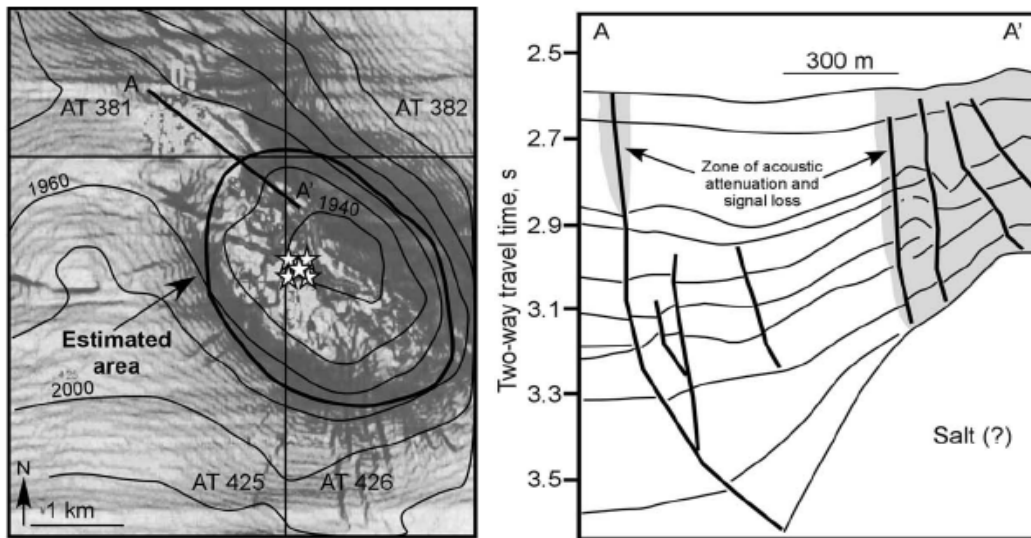 A
AT 381
AT 382
A'
1960
1940
Estimated
area
2000
N
AT 425
AT 426
1 km
A
A'
300 m
2.5
2.7
Zone of acoustic
attenuation and
signal loss
2.9
3.1
3.3
3.5
Two-way travel time, s
Salt (?)